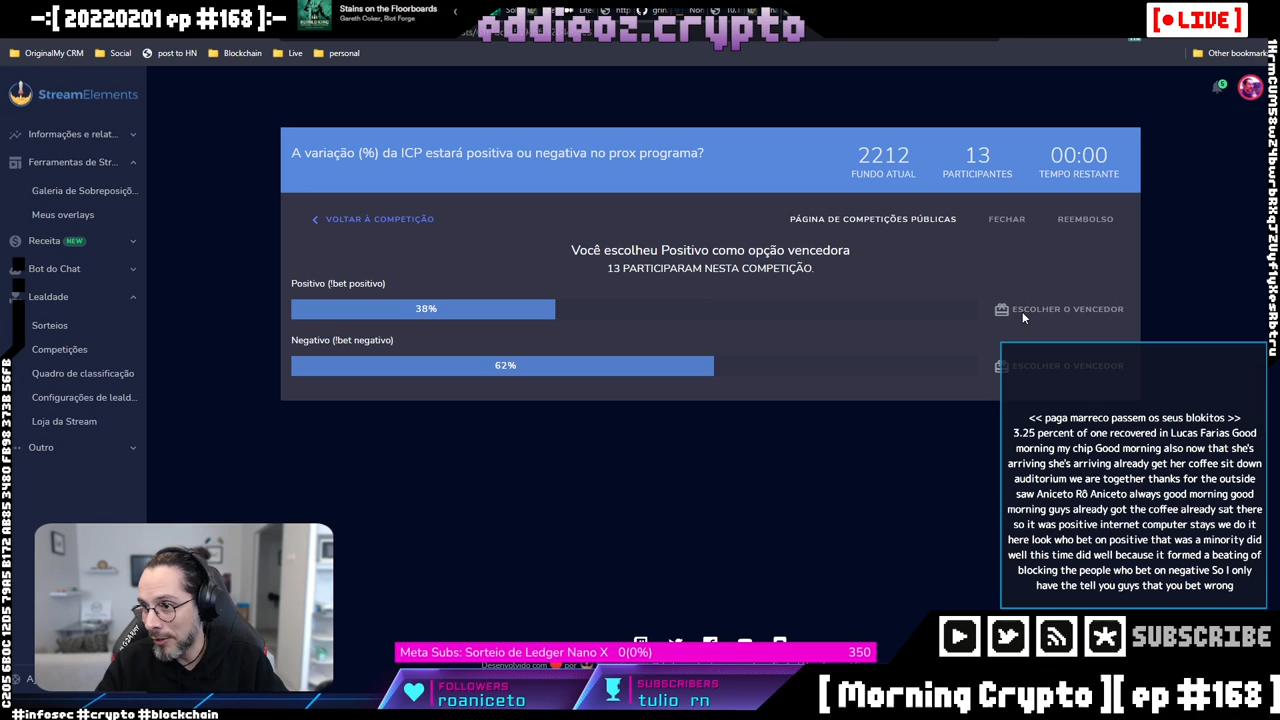 -:[ 20220201 ep #168 ]:-
Stains on the Floorboards
Gareth Coker, Riot Forge
eddieoz.crypto
[ ● LIVE ]
OriginalMy CRM
Social
post to HN
Blockchain
Live
personal
Other bookmark
StreamElements
5
Informações e relat...
Ferramentas de Str...
Galeria de Sobreposiçõ...
Meus overlays
Receita NEW
Bot do Chat
Lealdade
Sorteios
Competições
Quadro de classificação
Configurações de leald...
Loja da Stream
Outro
A variação (%) da ICP estará positiva ou negativa no prox programa?
2212
FUNDO ATUAL
13
PARTICIPANTES
00:00
TEMPO RESTANTE
VOLTAR À COMPETIÇÃO
PÁGINA DE COMPETIÇÕES PÚBLICAS
FECHAR
REEMBOLSO
Você escolheu Positivo como opção vencedora
13 PARTICIPARAM NESTA COMPETIÇÃO.
Positivo (!bet positivo)
38%
ESCOLHER O VENCEDOR
Negativo (!bet negativo)
62%
ESCOLHER O VENCEDOR
<< paga marreco passem os seus blokitos >>
3.25 percent of one recovered in Lucas Farias Good
morning my chip Good morning also now that she's
arriving she's arriving already get her coffee sit down
auditorium we are together thanks for the outside
saw Aniceto Rô Aniceto always good morning good
morning guys already got the coffee already sat there
so it was positive internet computer stays we do it
here look who bet on positive that was a minority did
well this time did well because it formed a beating of
blocking the people who bet on negative So I only
have the tell you guys that you bet wrong
Meta Subs: Sorteio de Ledger Nano X 0(0%)
350
Desenvolvido com
por
FOLLOWERS
roaniceto
SUBSCRIBERS
tulio_rn
SUBSCRIBE
[ Morning Crypto ][ ep #168 ]
#infosec #crypto #blockchain